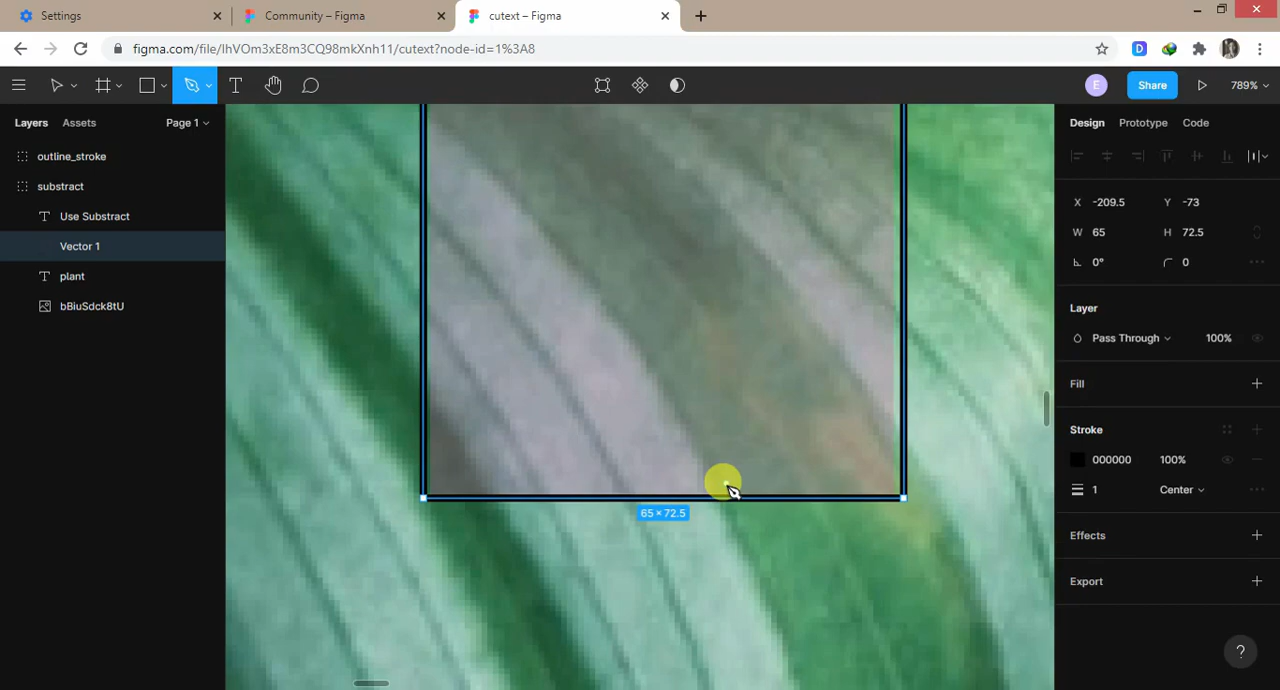 Settings
Community – Figma
cutext – Figma
figma.com/file/IhVOm3xE8m3CQ98mkXnh11/cutext?node-id=1%3A8
D
T
E
Share
789%
Layers
Assets
Page 1
Design
Prototype
Code
outline_stroke
substract
T Use Substract
Vector 1
T plant
bBiuSdck8tU
X -209.5
Y -73
W 65
H 72.5
0°
0
Layer
Pass Through
100%
Fill
Stroke
000000
100%
1
Center
Effects
Export
65 × 72.5
?